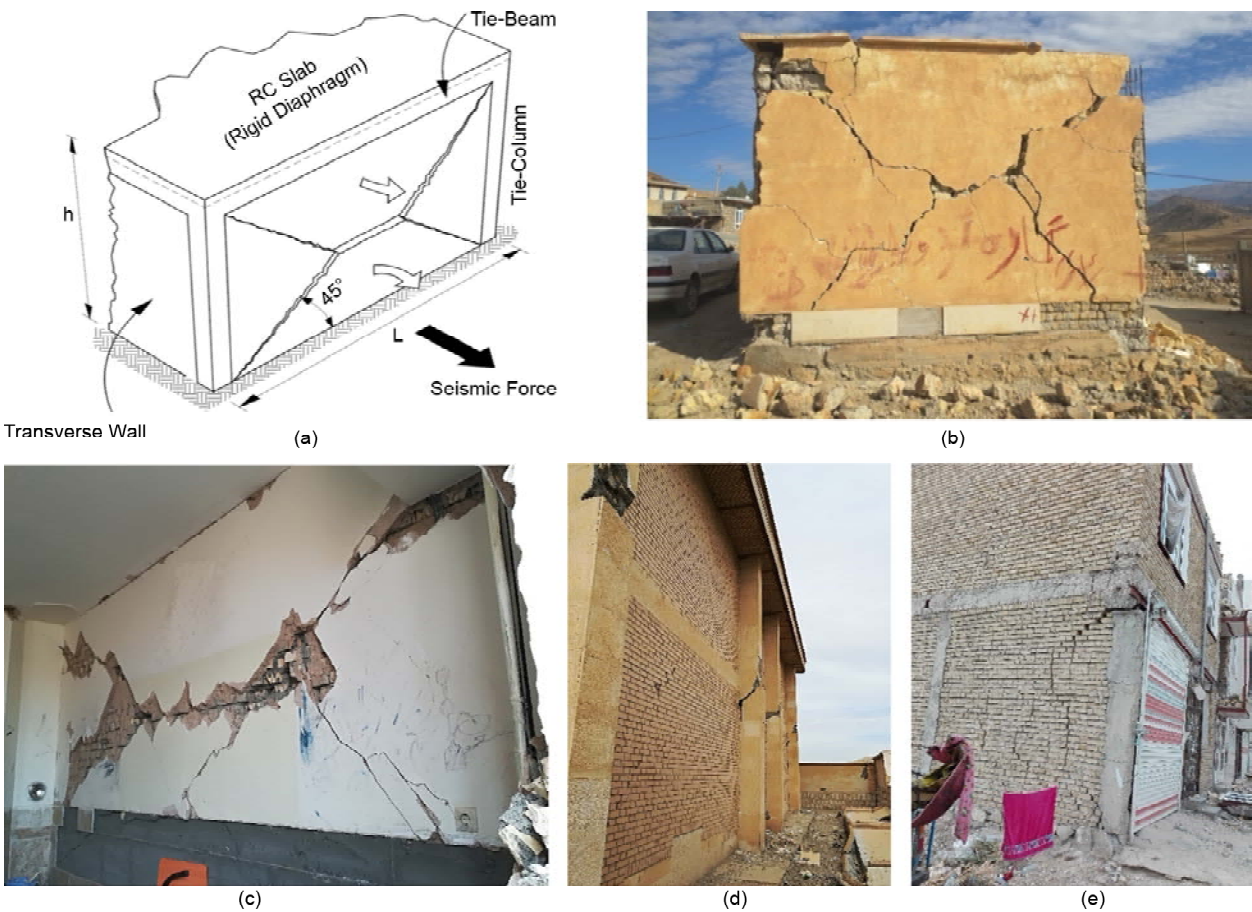 Tie-Beam
RC Slab
(Rigid Diaphragm)
Tie-Column
h
45°
L
Seismic Force
Transverse Wall
(a)
(b)
(c)
(d)
(e)